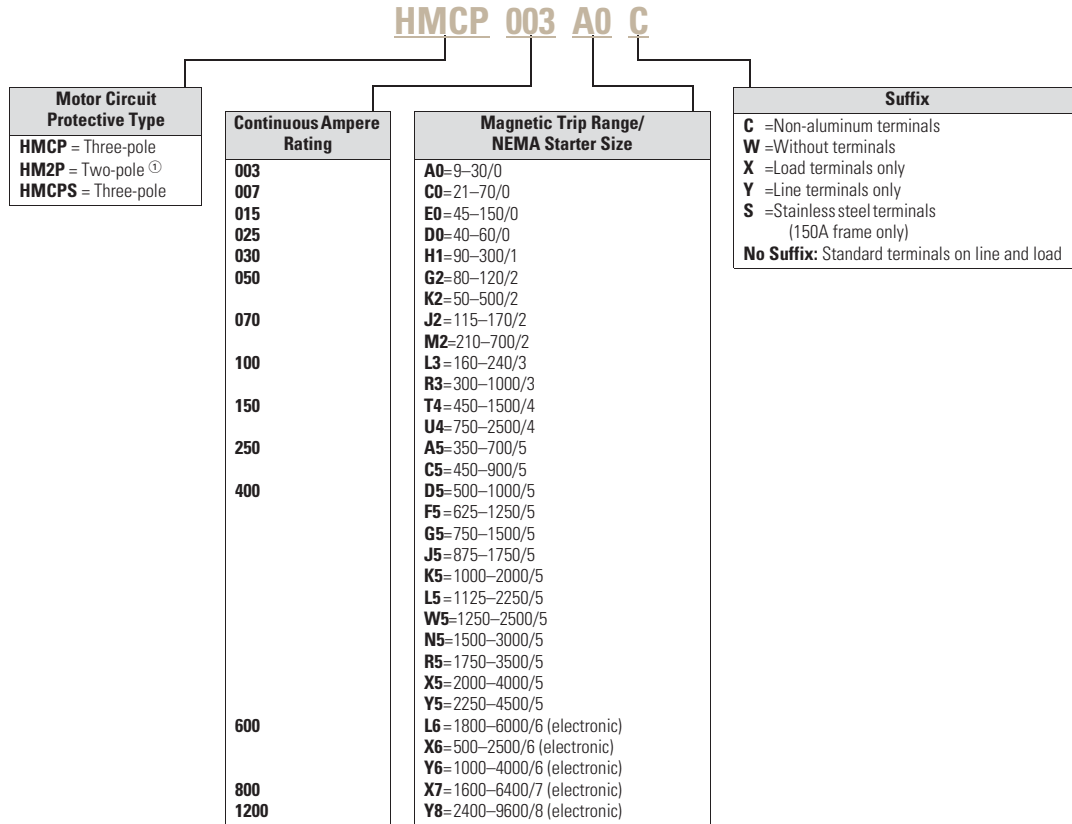 HMCP 003 A0 C
Motor Circuit
Protective Type
HMCP = Three-pole
HM2P = Two-pole ①
HMCPS = Three-pole
Continuous Ampere
Rating
003
007
015
025
030
050
070
100
150
250
400
600
800
1200
Magnetic Trip Range/
NEMA Starter Size
A0=9–30/0
C0=21–70/0
E0=45–150/0
D0=40–60/0
H1=90–300/1
G2=80–120/2
K2=50–500/2
J2=115–170/2
M2=210–700/2
L3=160–240/3
R3=300–1000/3
T4=450–1500/4
U4=750–2500/4
A5=350–700/5
C5=450–900/5
D5=500–1000/5
F5=625–1250/5
G5=750–1500/5
J5=875–1750/5
K5=1000–2000/5
L5=1125–2250/5
W5=1250–2500/5
N5=1500–3000/5
R5=1750–3500/5
X5=2000–4000/5
Y5=2250–4500/5
L6=1800–6000/6 (electronic)
X6=500–2500/6 (electronic)
Y6=1000–4000/6 (electronic)
X7=1600–6400/7 (electronic)
Y8=2400–9600/8 (electronic)
Suffix
C =Non-aluminum terminals
W =Without terminals
X =Load terminals only
Y =Line terminals only
S =Stainless steel terminals
(150A frame only)
No Suffix: Standard terminals on line and load